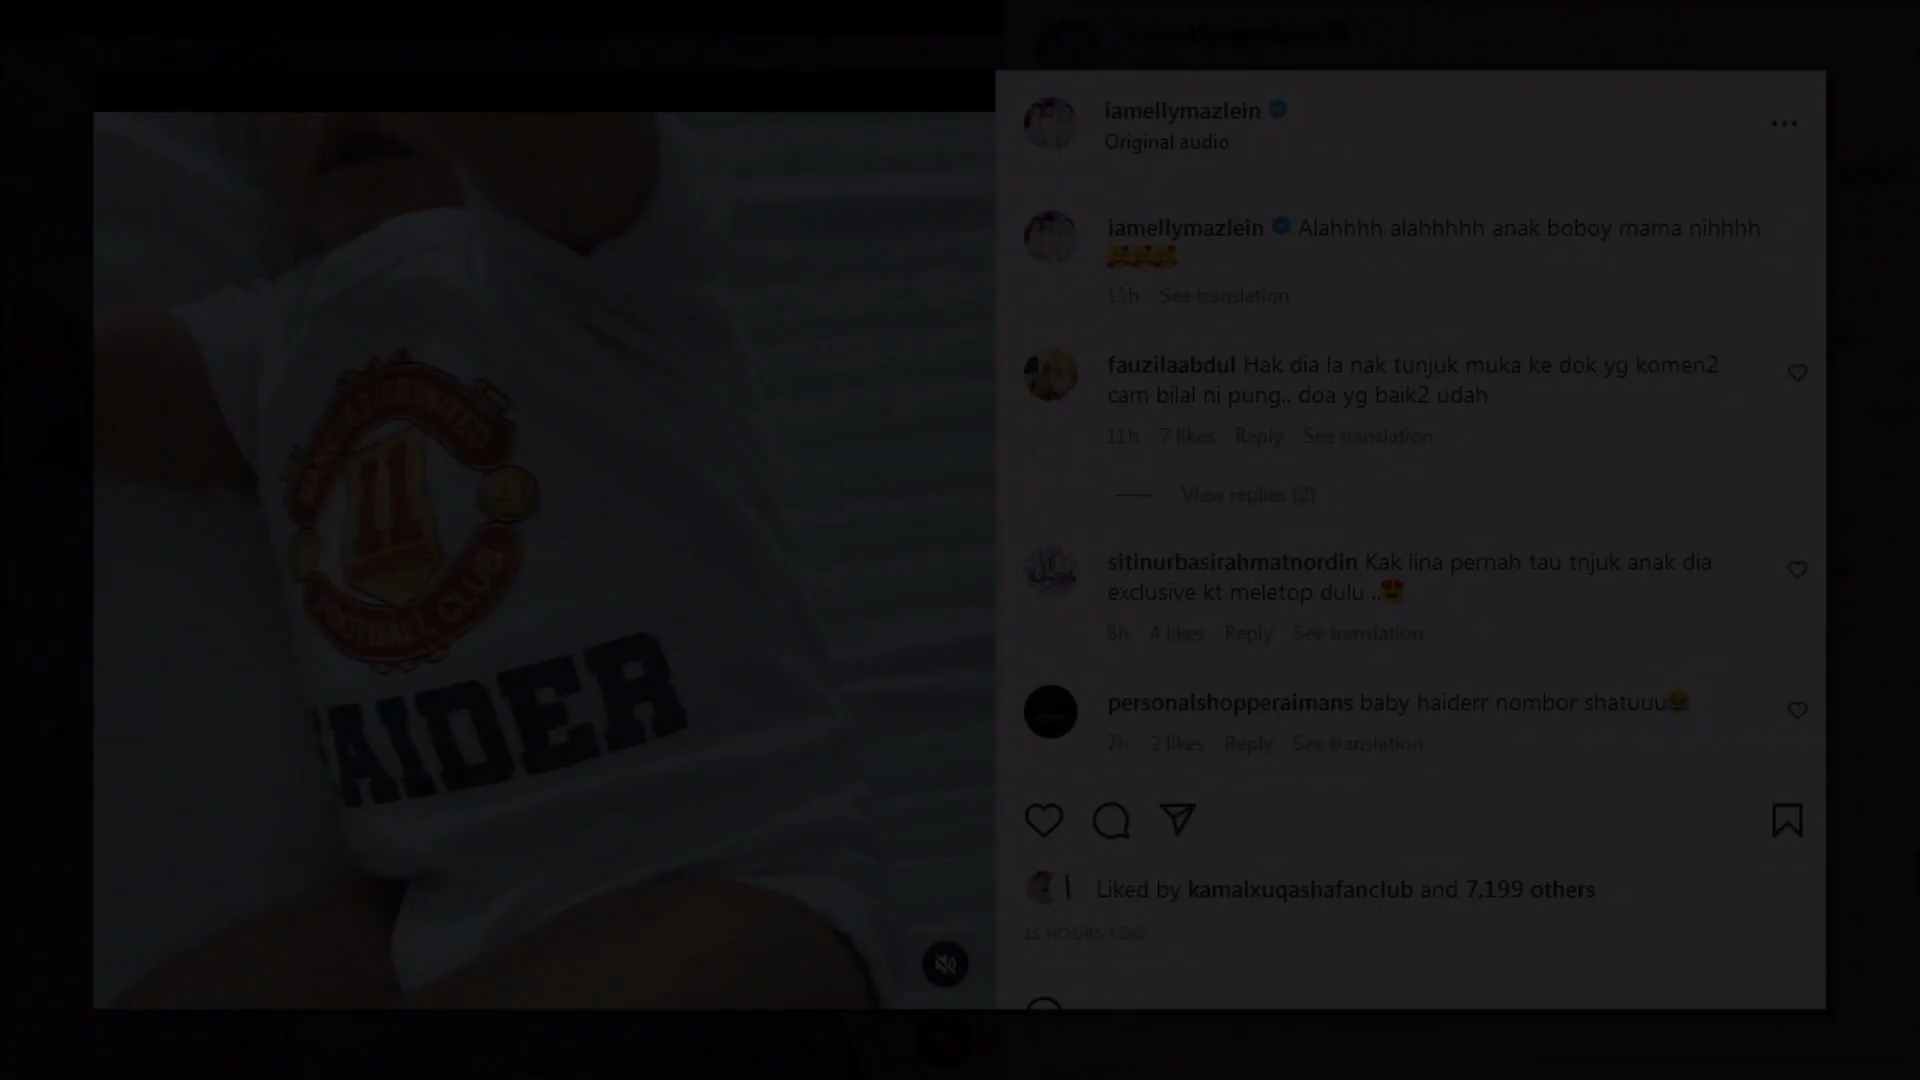 iamellymazlein
Original audio
iamellymazlein Alahhhh alahhhhh anak boboy mama nihhhh
🥰🥰🥰
15h See translation
fauzilaabdul Hak dia la nak tunjuk muka ke dok yg komen2
cam bilal ni pung.. doa yg baik2 udah
11h 7 likes Reply See translation
View replies (2)
sitinurbasirahmatnordin Kak lina pernah tau tnjuk anak dia
exclusive kt meletop dulu ..😍
8h 4 likes Reply See translation
personalshopperaimans baby haiderr nombor shatuuu😆
7h 2 likes Reply See translation
Liked by kamalxuqashafanclub and 7,199 others
15 HOURS AGO
MANCHESTER UNITED
11
FOOTBALL CLUB
AIDER